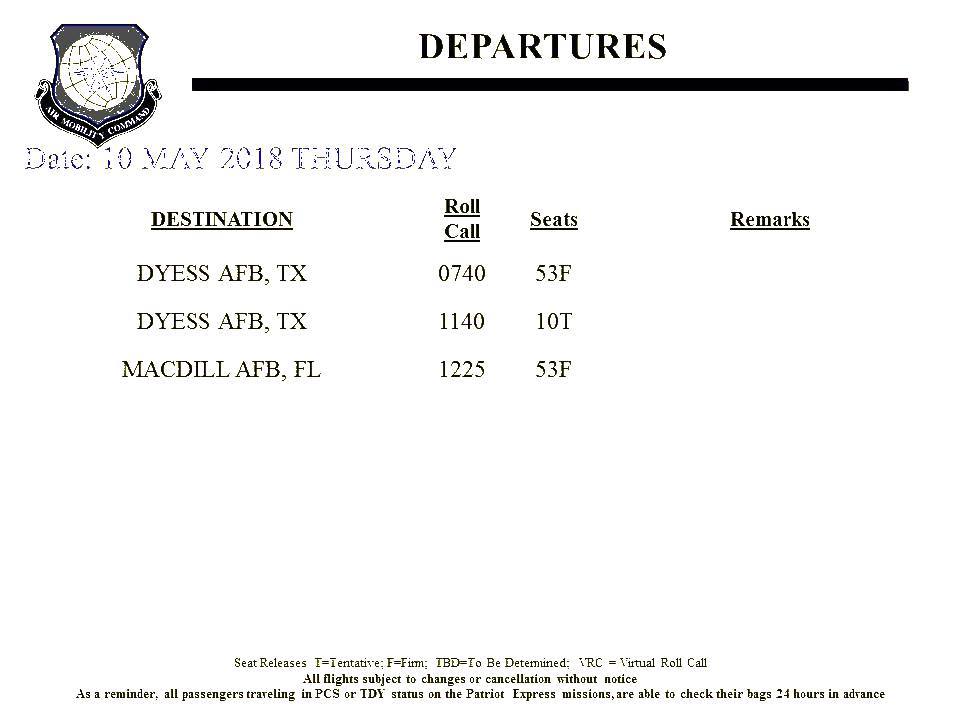 DEPARTURES
AIR MOBILITY COMMAND
Date: 10 MAY 2018 THURSDAY
DESTINATION Roll Call Seats Remarks
DYESS AFB, TX 0740 53F
DYESS AFB, TX 1140 10T
MACDILL AFB, FL 1225 53F
Seat Releases T=Tentative; F=Firm; TBD=To Be Determined; VRC = Virtual Roll Call
All flights subject to changes or cancellation without notice
As a reminder, all passengers traveling in PCS or TDY status on the Patriot Express missions, are able to check their bags 24 hours in advance